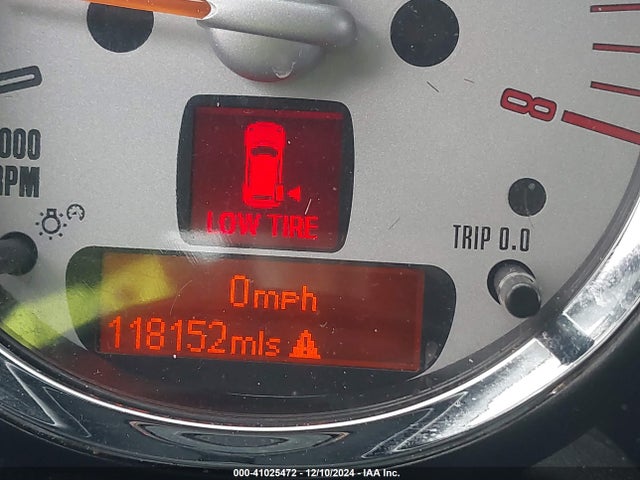 8
000
RPM
LOW TIRE
TRIP 0.0
0mph
118152mls
000-41025472 - 12/10/2024 - IAA Inc.